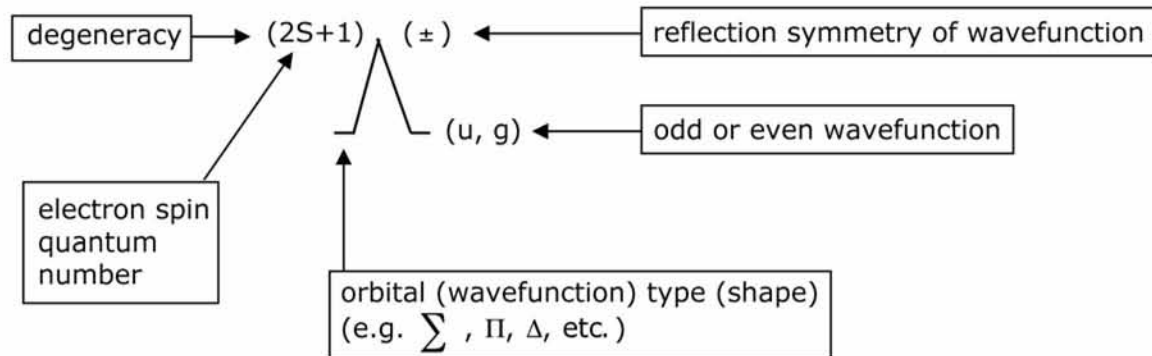 degeneracy
(2S+1)
(±)
reflection symmetry of wavefunction
Λ
(u, g)
odd or even wavefunction
electron spin
quantum
number
orbital (wavefunction) type (shape)
(e.g. ∑ , Π, Δ, etc.)